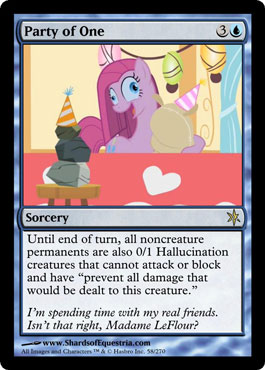 Party of One 3
Sorcery
Until end of turn, all noncreature
permanents are also 0/1 Hallucination
creatures that cannot attack or block
and have “prevent all damage that
would be dealt to this creature.”
I'm spending time with my real friends.
Isn't that right, Madame LeFlour?
www.ShardsofEquestria.com
All Images and Characters ™ & © Hasbro Inc. 58/270